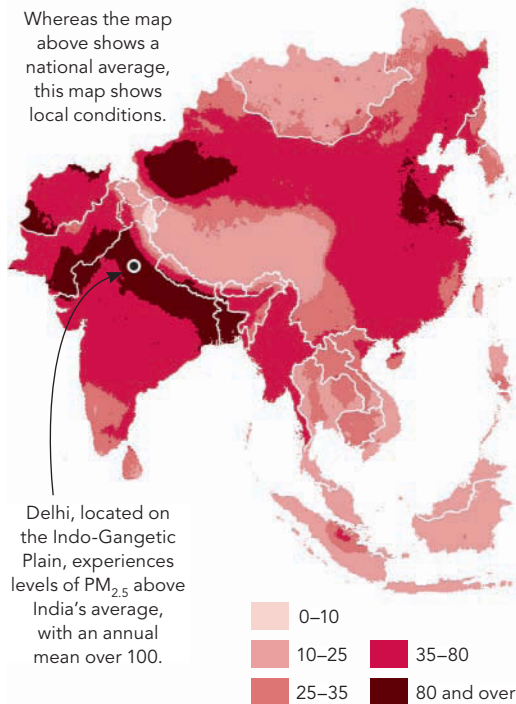 Whereas the map
above shows a
national average,
this map shows
local conditions.
Delhi, located on
the Indo-Gangetic
Plain, experiences
levels of PM2.5 above
India’s average,
with an annual
mean over 100.
0–10
10–25
25–35
35–80
80 and over